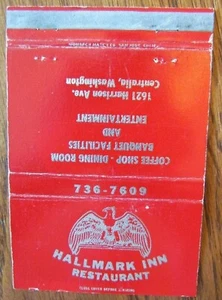 1621 Harrison Ave.
Centralia, Washington
COFFEE SHOP - DINING ROOM
BANQUET FACILITIES
AND
ENTERTAINMENT
736-7609
HALLMARK INN
RESTAURANT